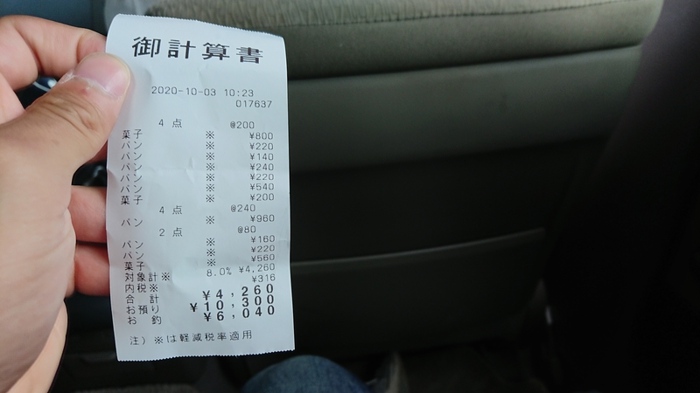 御計算書
2020-10-03 10:23
017637
4 点 @200
菓子 ※ ¥800
パン ※ ¥220
パン ※ ¥140
パン ※ ¥240
パン ※ ¥220
パン ※ ¥540
菓子 ※ ¥200
4 点 @240
パン ※ ¥960
2 点 @80
パン ※ ¥160
パン ※ ¥220
菓子 ※ ¥560
対象計※ 8.0% ¥4,260
内税※ ¥316
合 計 ¥4,260
お預り ¥10,300
お 釣 ¥6,040
注) ※は軽減税率適用